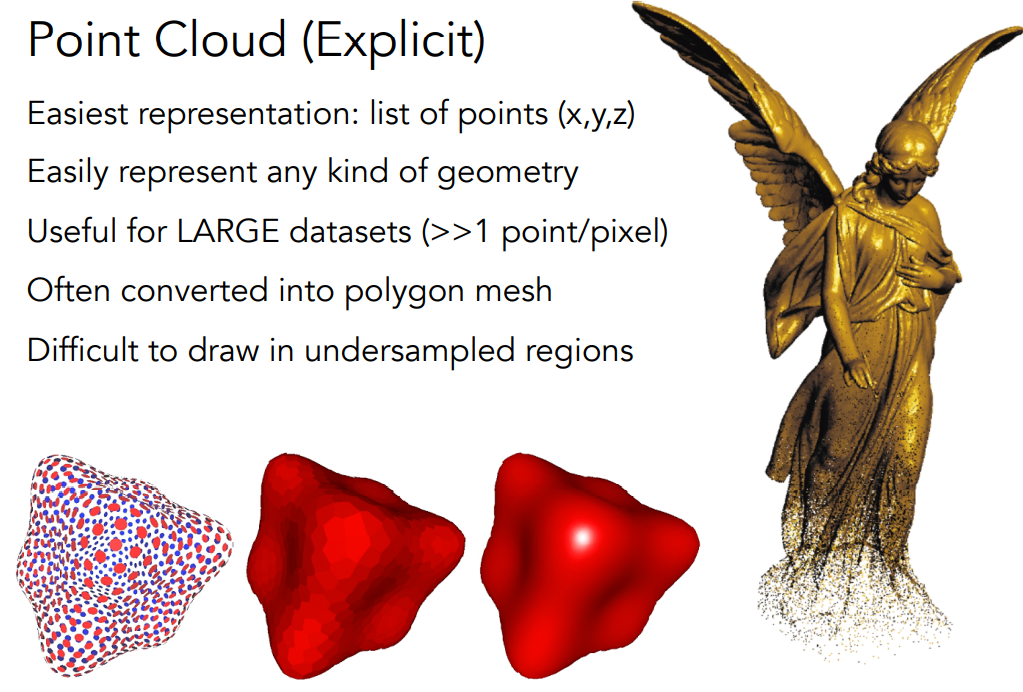 Point Cloud (Explicit)
Easiest representation: list of points (x,y,z)
Easily represent any kind of geometry
Useful for LARGE datasets (>>1 point/pixel)
Often converted into polygon mesh
Difficult to draw in undersampled regions